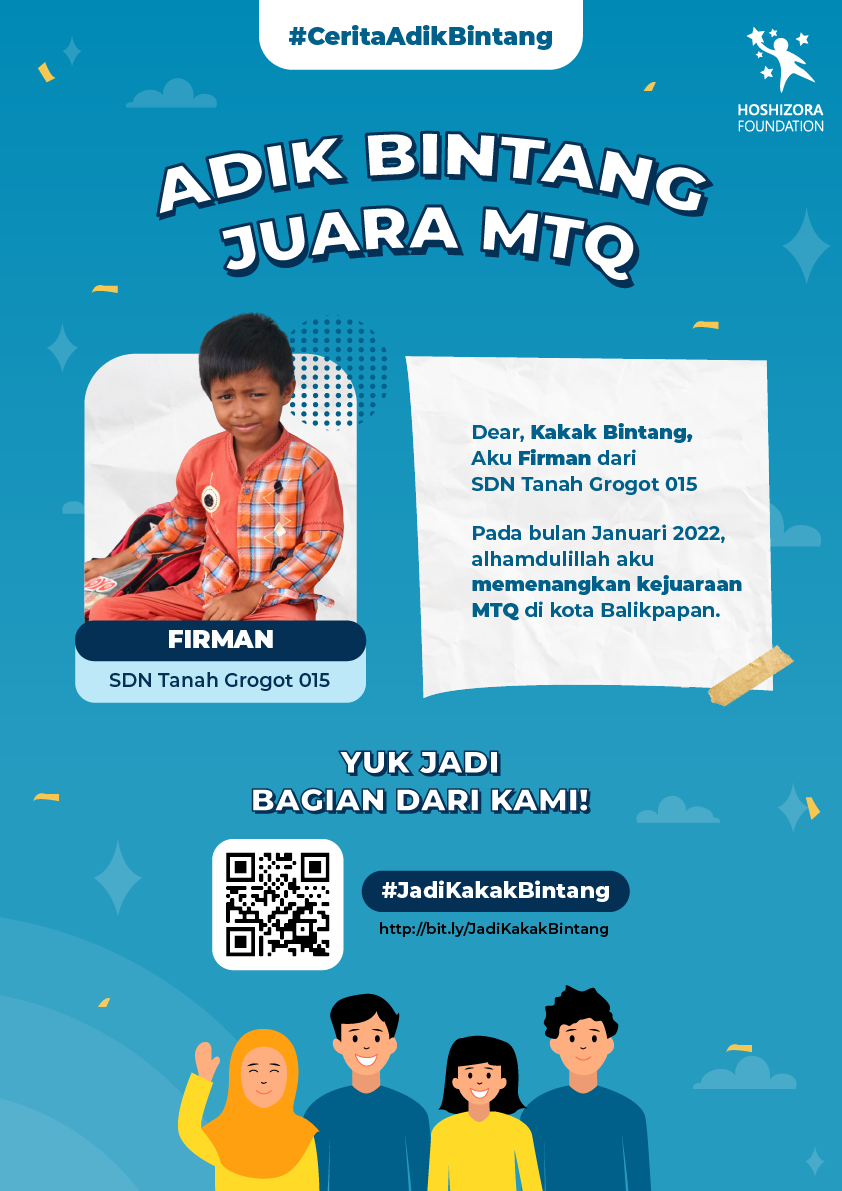 #CeritaAdikBintang
HOSHIZORA
FOUNDATION
ADIK BINTANG
JUARA MTQ
Dear, Kakak Bintang,
Aku Firman dari
SDN Tanah Grogot 015
Pada bulan Januari 2022,
alhamdulillah aku
memenangkan kejuaraan
MTQ di kota Balikpapan.
FIRMAN
SDN Tanah Grogot 015
YUK JADI
BAGIAN DARI KAMI!
#JadiKakakBintang
http://bit.ly/JadiKakakBintang